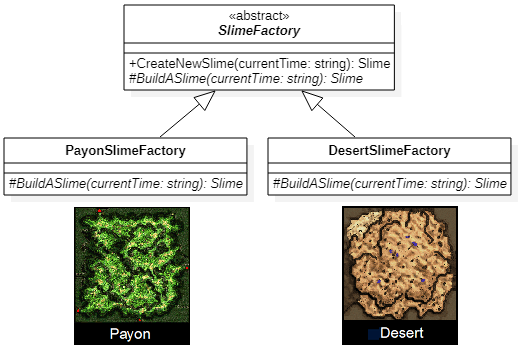 «abstract»
SlimeFactory
+CreateNewSlime(currentTime: string): Slime
#BuildASlime(currentTime: string): Slime
PayonSlimeFactory
#BuildASlime(currentTime: string): Slime
DesertSlimeFactory
#BuildASlime(currentTime: string): Slime
Payon
Desert